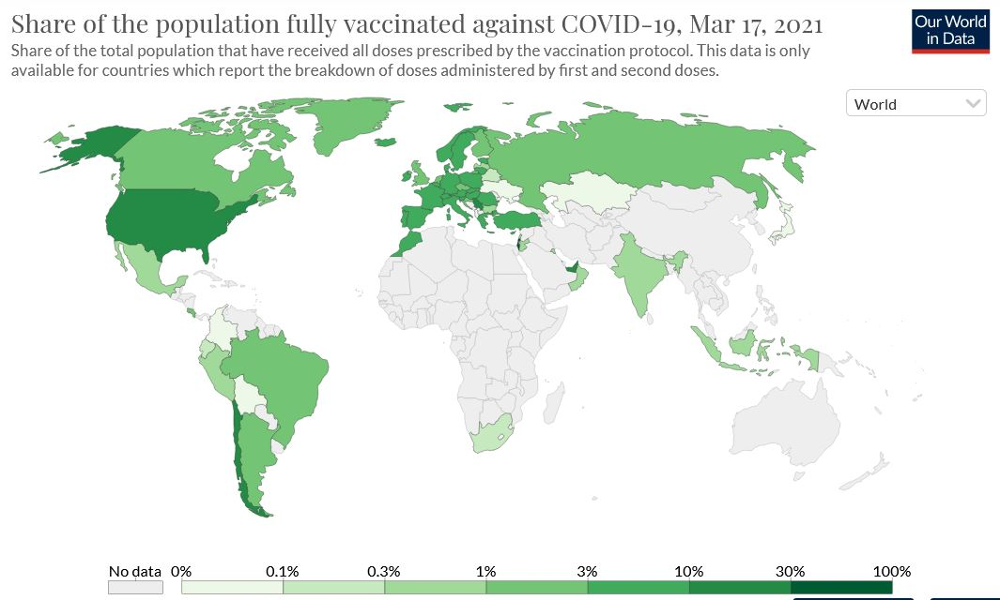 Share of the population fully vaccinated against COVID-19, Mar 17, 2021
Share of the total population that have received all doses prescribed by the vaccination protocol. This data is only
available for countries which report the breakdown of doses administered by first and second doses.
Our World
in Data
World
No data 0% 0.1% 0.3% 1% 3% 10% 30% 100%